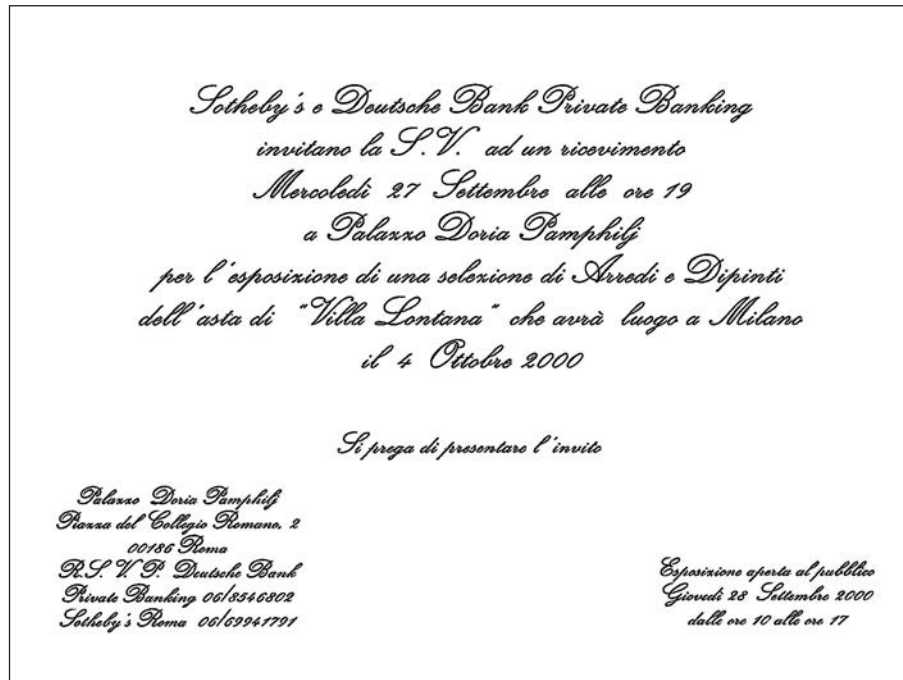 Sotheby's e Deutsche Bank Private Banking
invitano la S.V. ad un ricevimento
Mercoledì 27 Settembre alle ore 19
a Palazzo Doria Pamphilj
per l'esposizione di una selezione di Arredi e Dipinti
dell'asta di "Villa Lontana" che avrà luogo a Milano
il 4 Ottobre 2000
Si prega di presentare l'invito
Palazzo Doria Pamphilj
Piazza del Collegio Romano, 2
00186 Roma
R.S.V.P. Deutsche Bank
Private Banking 06/8546802
Sotheby's Roma 06/69941791
Esposizione aperta al pubblico
Giovedì 28 Settembre 2000
dalle ore 10 alle ore 17